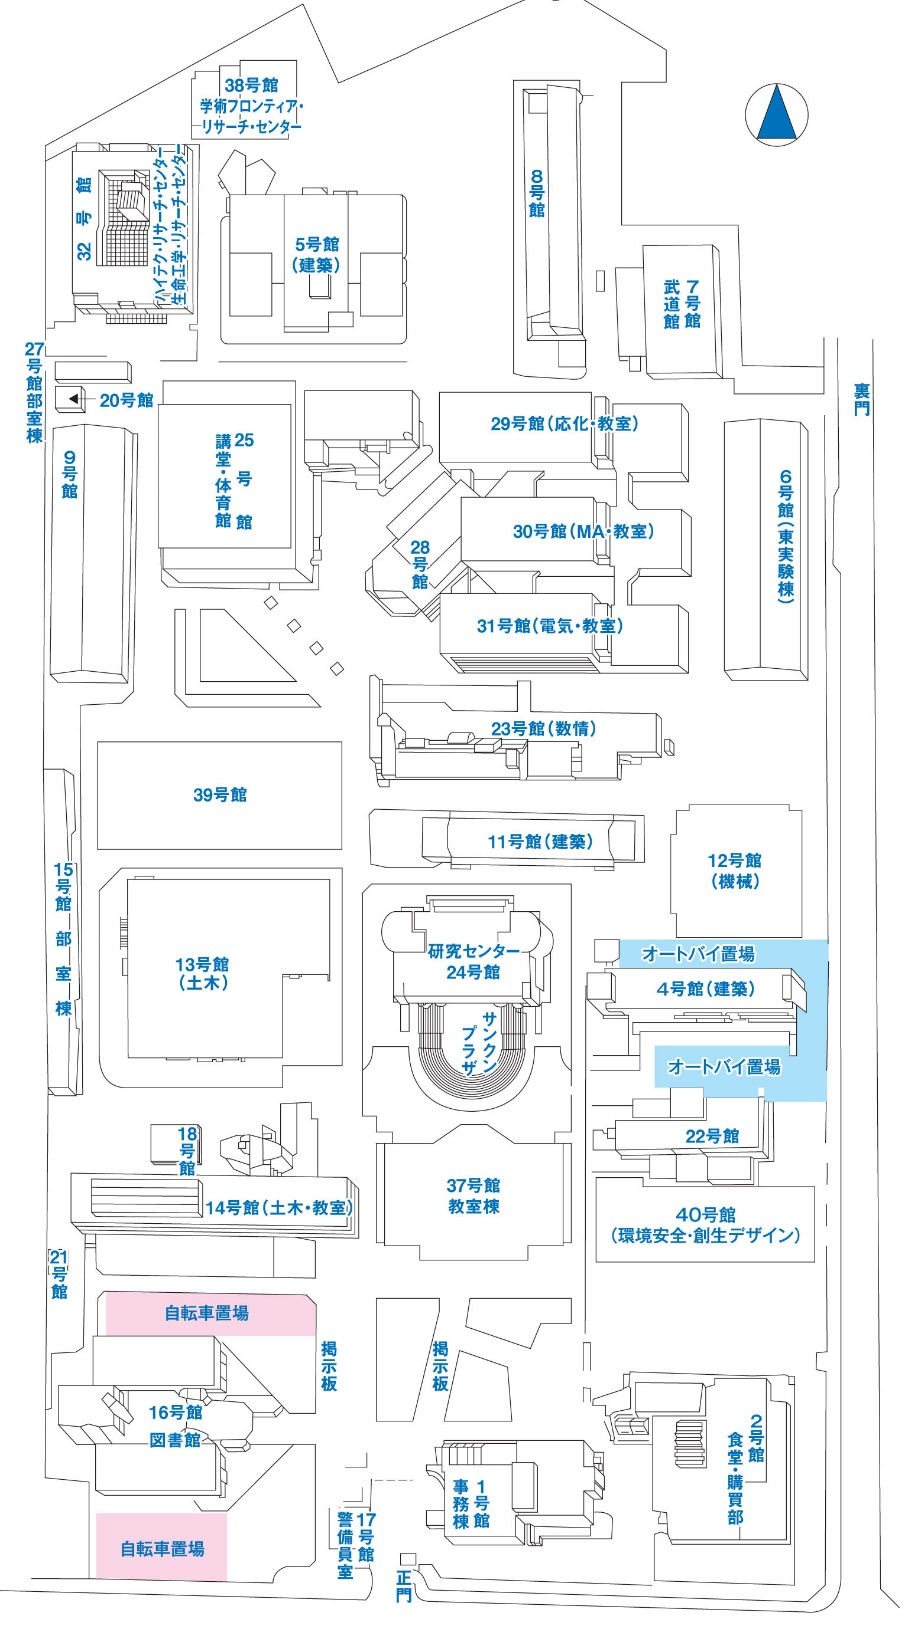 38号館
学術フロンティア・
リサーチ・センター
32号館
ハイテク・リサーチ・センター
生命工学・リサーチ・センター
5号館
(建築)
8号館
7号館
武道館
27号館部室棟
20号館
裏門
9号館
25号館
講堂・体育館
29号館(応化・教室)
30号館(MA・教室)
28号館
31号館(電気・教室)
6号館(東実験棟)
23号館(数情)
39号館
11号館(建築)
12号館
(機械)
15号館部室棟
13号館
(土木)
研究センター
24号館
サンクン
プラザ
オートバイ置場
4号館(建築)
オートバイ置場
22号館
18号館
14号館(土木・教室)
37号館
教室棟
40号館
(環境安全・創生デザイン)
21号館
自転車置場
掲示板
掲示板
16号館
図書館
2号館
食堂・購買部
1号館
事務棟
17号館
警備員室
自転車置場
正門